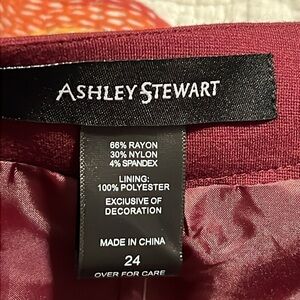 ASHLEY STEWART
66% RAYON
30% NYLON
4% SPANDEX
LINING:
100% POLYESTER
EXCLUSIVE OF
DECORATION
MADE IN CHINA
24
OVER FOR CARE